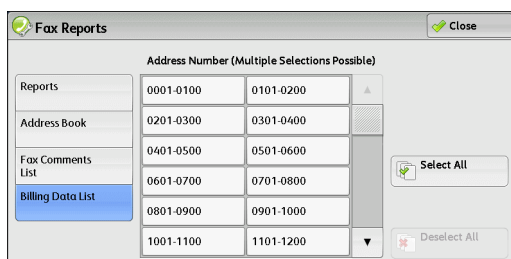 Fax Reports
Close
Address Number (Multiple Selections Possible)
Reports
Address Book
Fax Comments
List
Billing Data List
0001-0100 0101-0200
0201-0300 0301-0400
0401-0500 0501-0600
0601-0700 0701-0800
0801-0900 0901-1000
1001-1100 1101-1200
Select All
Deselect All